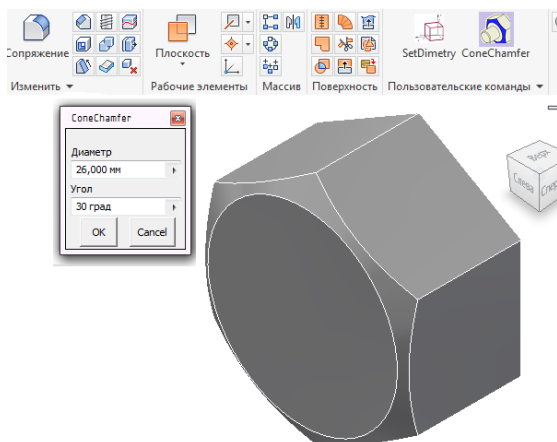 Сопряжение
Плоскость
SetDimetry ConeChamfer
Изменить Рабочие элементы Массив Поверхность Пользовательские команды
ConeChamfer
Диаметр
26,000 мм
Угол
30 град
OK Cancel
Верх
Слева